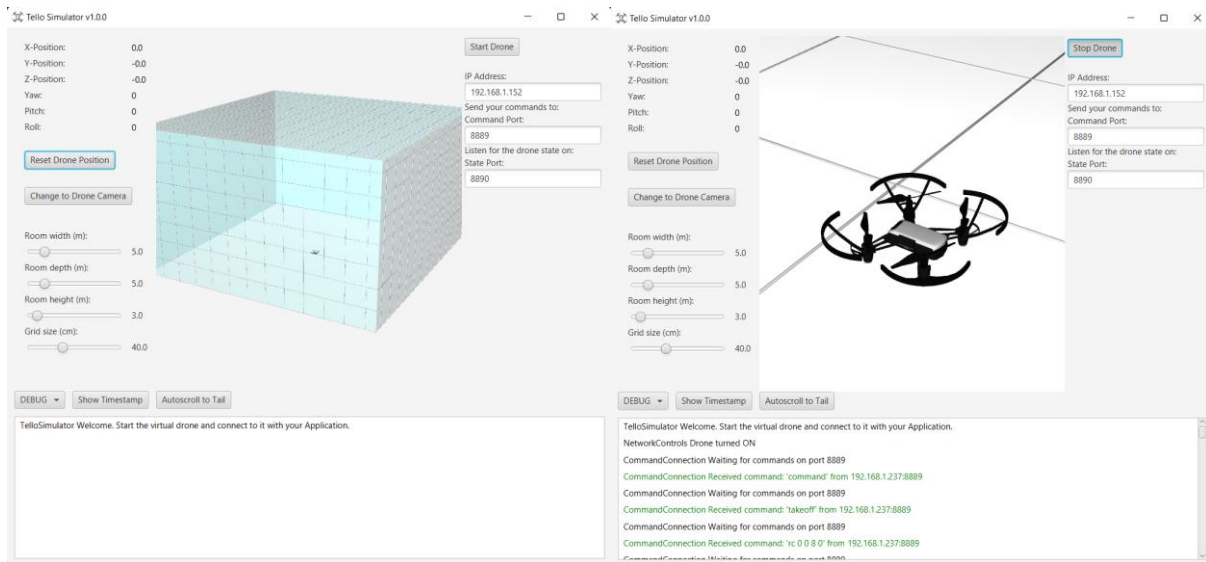 Tello Simulator v1.0.0
X-Position: 0.0
Y-Position: -0.0
Z-Position: -0.0
Yaw: 0
Pitch: 0
Roll: 0
Reset Drone Position
Change to Drone Camera
Room width (m):
5.0
Room depth (m):
5.0
Room height (m):
3.0
Grid size (cm):
40.0
Start Drone
IP Address:
192.168.1.152
Send your commands to:
Command Port:
8889
Listen for the drone state on:
State Port:
8890
DEBUG Show Timestamp Autoscroll to Tail
TelloSimulator Welcome. Start the virtual drone and connect to it with your Application.
Tello Simulator v1.0.0
X-Position: 0.0
Y-Position: -0.0
Z-Position: -0.0
Yaw: 0
Pitch: 0
Roll: 0
Reset Drone Position
Change to Drone Camera
Room width (m):
5.0
Room depth (m):
5.0
Room height (m):
3.0
Grid size (cm):
40.0
Stop Drone
IP Address:
192.168.1.152
Send your commands to:
Command Port:
8889
Listen for the drone state on:
State Port:
8890
DEBUG Show Timestamp Autoscroll to Tail
TelloSimulator Welcome. Start the virtual drone and connect to it with your Application.
NetworkControls Drone turned ON
CommandConnection Waiting for commands on port 8889
CommandConnection Received command: 'command' from 192.168.1.237:8889
CommandConnection Waiting for commands on port 8889
CommandConnection Received command: 'takeoff' from 192.168.1.237:8889
CommandConnection Waiting for commands on port 8889
CommandConnection Received command: 'rc 0 0 8 0' from 192.168.1.237:8889
CommandConnection Waiting for commands on port 8889